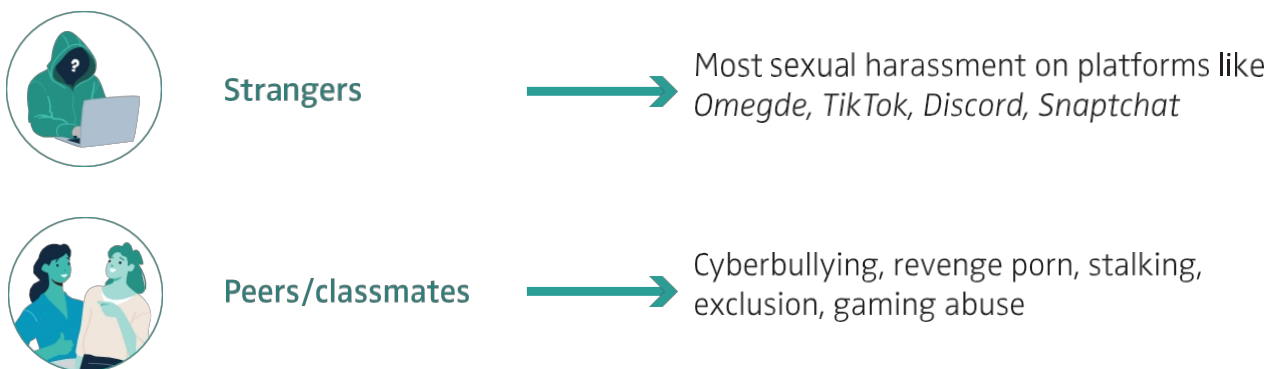 ?
Strangers
Most sexual harassment on platforms like
Omegde, TikTok, Discord, Snaptchat
Peers/classmates
Cyberbullying, revenge porn, stalking,
exclusion, gaming abuse